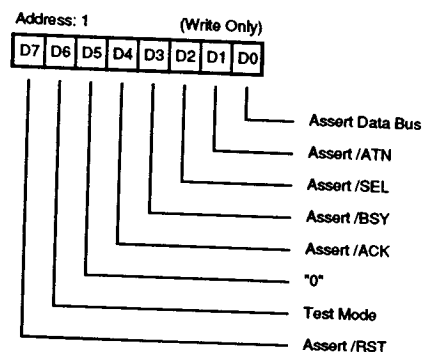 Address: 1 (Write Only)
D7 D6 D5 D4 D3 D2 D1 D0
Assert Data Bus
Assert /ATN
Assert /SEL
Assert /BSY
Assert /ACK
"0"
Test Mode
Assert /RST